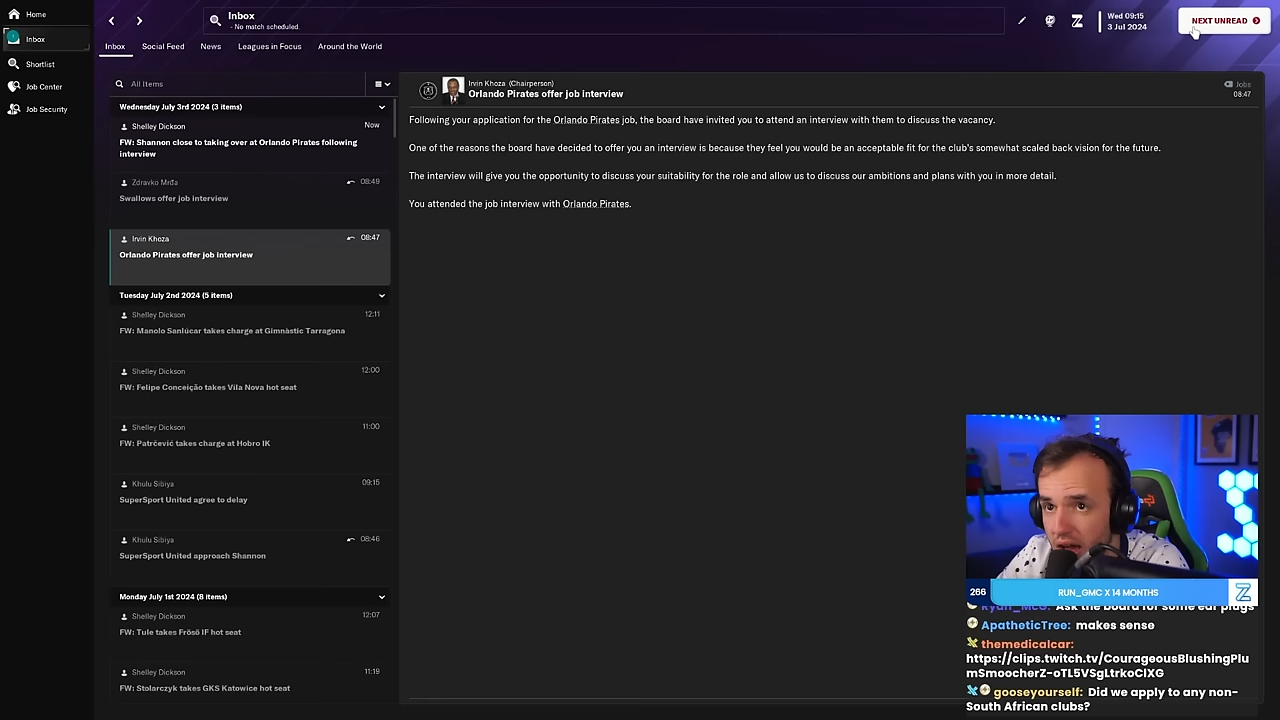 Home
Inbox
Shortlist
Job Center
Job Security
Inbox
- No match scheduled.
Wed 09:15
3 Jul 2024
NEXT UNREAD
Inbox
Social Feed
News
Leagues in Focus
Around the World
All Items
Wednesday July 3rd 2024 (3 items)
Shelley Dickson
Now
FW: Shannon close to taking over at Orlando Pirates following
interview
Zdravko Mrđa
08:49
Swallows offer job interview
Irvin Khoza
08:47
Orlando Pirates offer job interview
Tuesday July 2nd 2024 (5 items)
Shelley Dickson
12:11
FW: Manolo Sanlúcar takes charge at Gimnàstic Tarragona
Shelley Dickson
12:00
FW: Felipe Conceição takes Vila Nova hot seat
Shelley Dickson
11:00
FW: Patrčević takes charge at Hobro IK
Khulu Sibiya
09:15
SuperSport United agree to delay
Khulu Sibiya
08:46
SuperSport United approach Shannon
Monday July 1st 2024 (8 items)
Shelley Dickson
12:07
FW: Tule takes Frösö IF hot seat
Shelley Dickson
11:19
FW: Stolarczyk takes GKS Katowice hot seat
Irvin Khoza (Chairperson)
Orlando Pirates offer job interview
Jobs
08:47
Following your application for the Orlando Pirates job, the board have invited you to attend an interview with them to discuss the vacancy.
One of the reasons the board have decided to offer you an interview is because they feel you would be an acceptable fit for the club's somewhat scaled back vision for the future.
The interview will give you the opportunity to discuss your suitability for the role and allow us to discuss our ambitions and plans with you in more detail.
You attended the job interview with Orlando Pirates.
266
RUN_GMC X 14 MONTHS
Ryan_McG: Ask the board for some ear plugs
ApatheticTree: makes sense
themedicalcar:
https://clips.twitch.tv/CourageousBlushingPlu
mSmoocherZ-oTL5VSgLtrkoCIXG
gooseyourself: Did we apply to any non-
South African clubs?